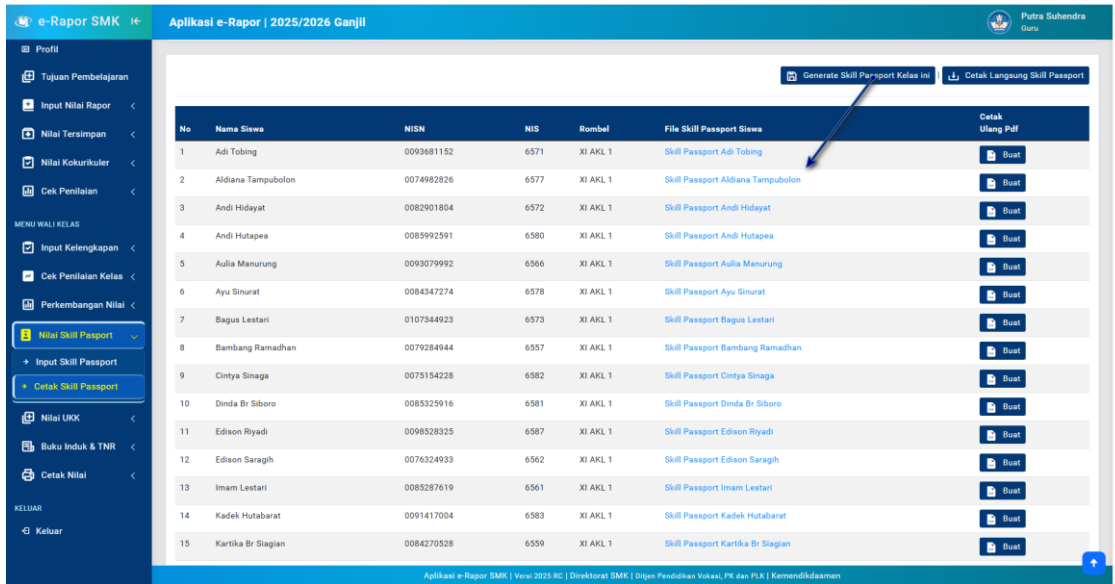 e-Rapor SMK
Aplikasi e-Rapor | 2025/2026 Ganjil
Putra Suhendra
Guru
Profil
Tujuan Pembelajaran
Input Nilai Rapor
Nilai Tersimpan
Nilai Kokurikuler
Cek Penilaian
MENU WALI KELAS
Input Kelengkapan
Cek Penilaian Kelas
Perkembangan Nilai
Nilai Skill Pasport
Input Skill Passport
Cetak Skill Passport
Nilai UKK
Buku Induk & TNR
Cetak Nilai
KELUAR
Keluar
Generate Skill Passport Kelas ini | Cetak Langsung Skill Passport
No Nama Siswa NISN NIS Rombel File Skill Passport Siswa Cetak Ulang Pdf
1 Adi Tobing 0093681152 6571 XI AKL 1 Skill Passport Adi Tobing Buat
2 Aldiana Tampubolon 0074982826 6577 XI AKL 1 Skill Passport Aldiana Tampubolon Buat
3 Andi Hidayat 0082901804 6572 XI AKL 1 Skill Passport Andi Hidayat Buat
4 Andi Hutapea 0085992591 6580 XI AKL 1 Skill Passport Andi Hutapea Buat
5 Aulia Manurung 0093079992 6566 XI AKL 1 Skill Passport Aulia Manurung Buat
6 Ayu Sinurat 0084347274 6578 XI AKL 1 Skill Passport Ayu Sinurat Buat
7 Bagus Lestari 0107344923 6573 XI AKL 1 Skill Passport Bagus Lestari Buat
8 Bambang Ramadhan 0079284944 6557 XI AKL 1 Skill Passport Bambang Ramadhan Buat
9 Cintya Sinaga 0075154228 6582 XI AKL 1 Skill Passport Cintya Sinaga Buat
10 Dinda Br Siboro 0085325916 6581 XI AKL 1 Skill Passport Dinda Br Siboro Buat
11 Edison Riyadi 0098528325 6587 XI AKL 1 Skill Passport Edison Riyadi Buat
12 Edison Saragih 0076324933 6562 XI AKL 1 Skill Passport Edison Saragih Buat
13 Imam Lestari 0085287619 6561 XI AKL 1 Skill Passport Imam Lestari Buat
14 Kadek Hutabarat 0091417004 6583 XI AKL 1 Skill Passport Kadek Hutabarat Buat
15 Kartika Br Siagian 0084270528 6559 XI AKL 1 Skill Passport Kartika Br Siagian Buat
Aplikasi e-Rapor SMK | Versi 2025 RC | Direktorat SMK | Ditjen Pendidikan Vokasi, PK dan PLK | Kemendikdasmen